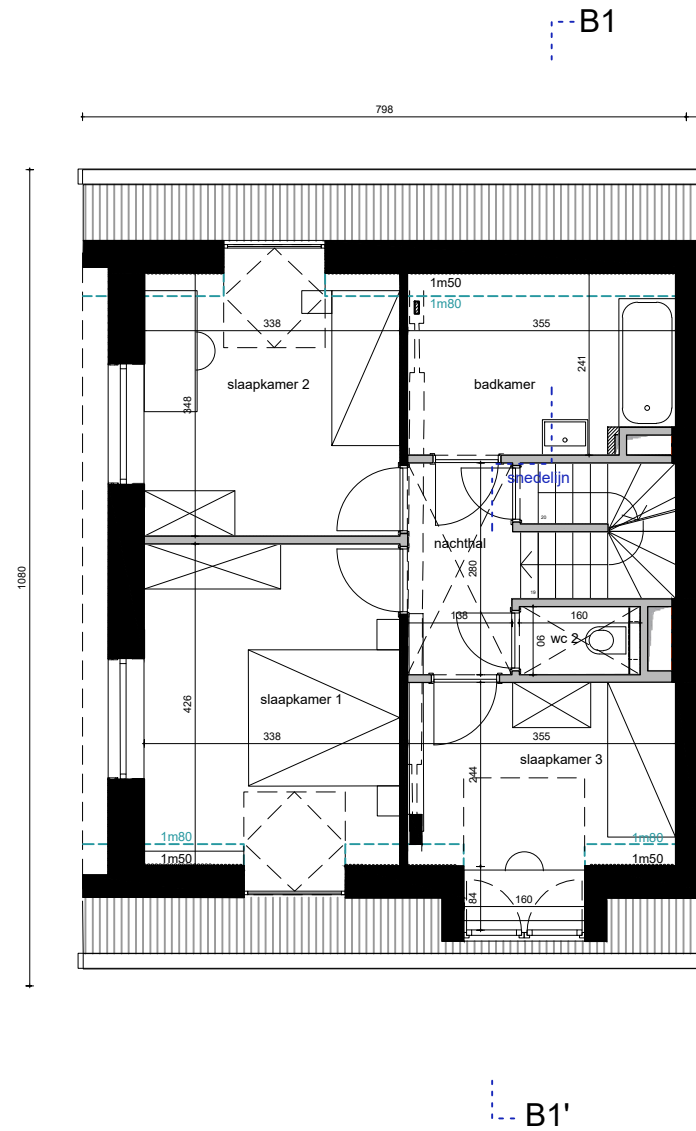 B1
798
1m50
1m80
338
355
slaapkamer 2
badkamer
348
241
snedelijn
nachthal
280
1080
138
160
90
wc 2
slaapkamer 1
426
338
355
slaapkamer 3
244
1m80
1m80
1m50
1m50
84
160
B1'